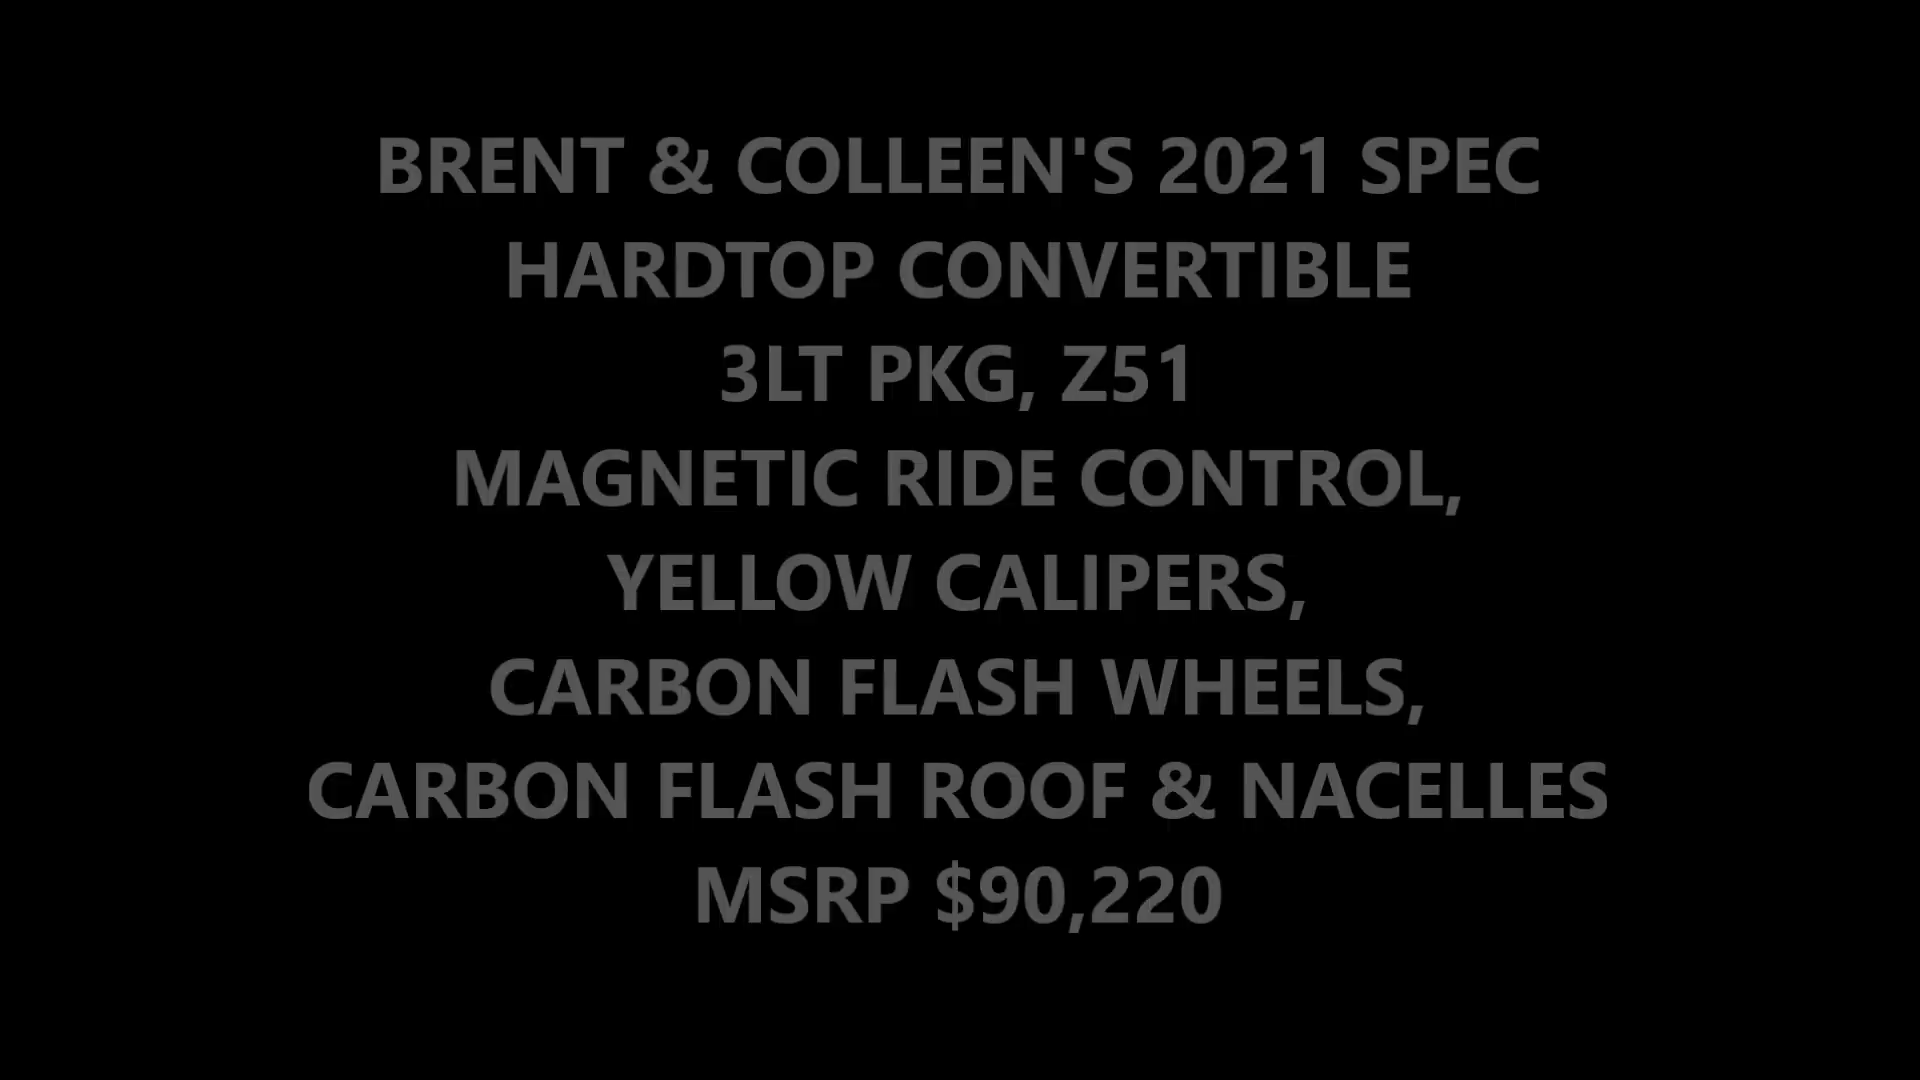 BRENT & COLLEEN'S 2021 SPEC
HARDTOP CONVERTIBLE
3LT PKG, Z51
MAGNETIC RIDE CONTROL,
YELLOW CALIPERS,
CARBON FLASH WHEELS,
CARBON FLASH ROOF & NACELLES
MSRP $90,220